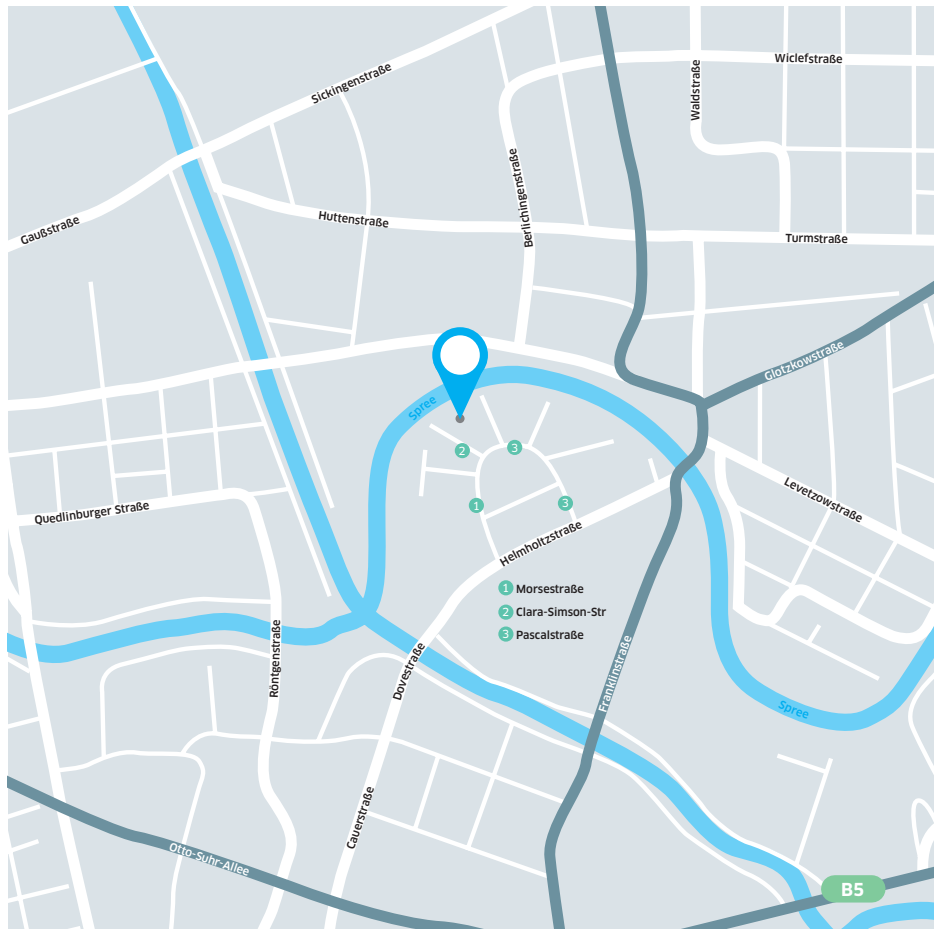 Wiclefstraße
Sickingenstraße
Waldstraße
Berlichingenstraße
Gaußstraße
Huttenstraße
Turmstraße
Glotzkowstraße
Spree
2
3
1
3
Levetzowstraße
Quedlinburger Straße
Helmholtzstraße
1 Morsestraße
2 Clara-Simson-Str
3 Pascalstraße
Röntgenstraße
Dovestraße
Franklinstraße
Spree
Cauerstraße
Otto-Suhr-Allee
B5